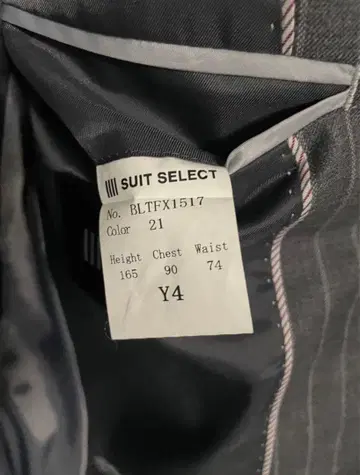 SUIT SELECT
No. BLTFX1517
Color 21
Height Chest Waist
165 90 74
Y4